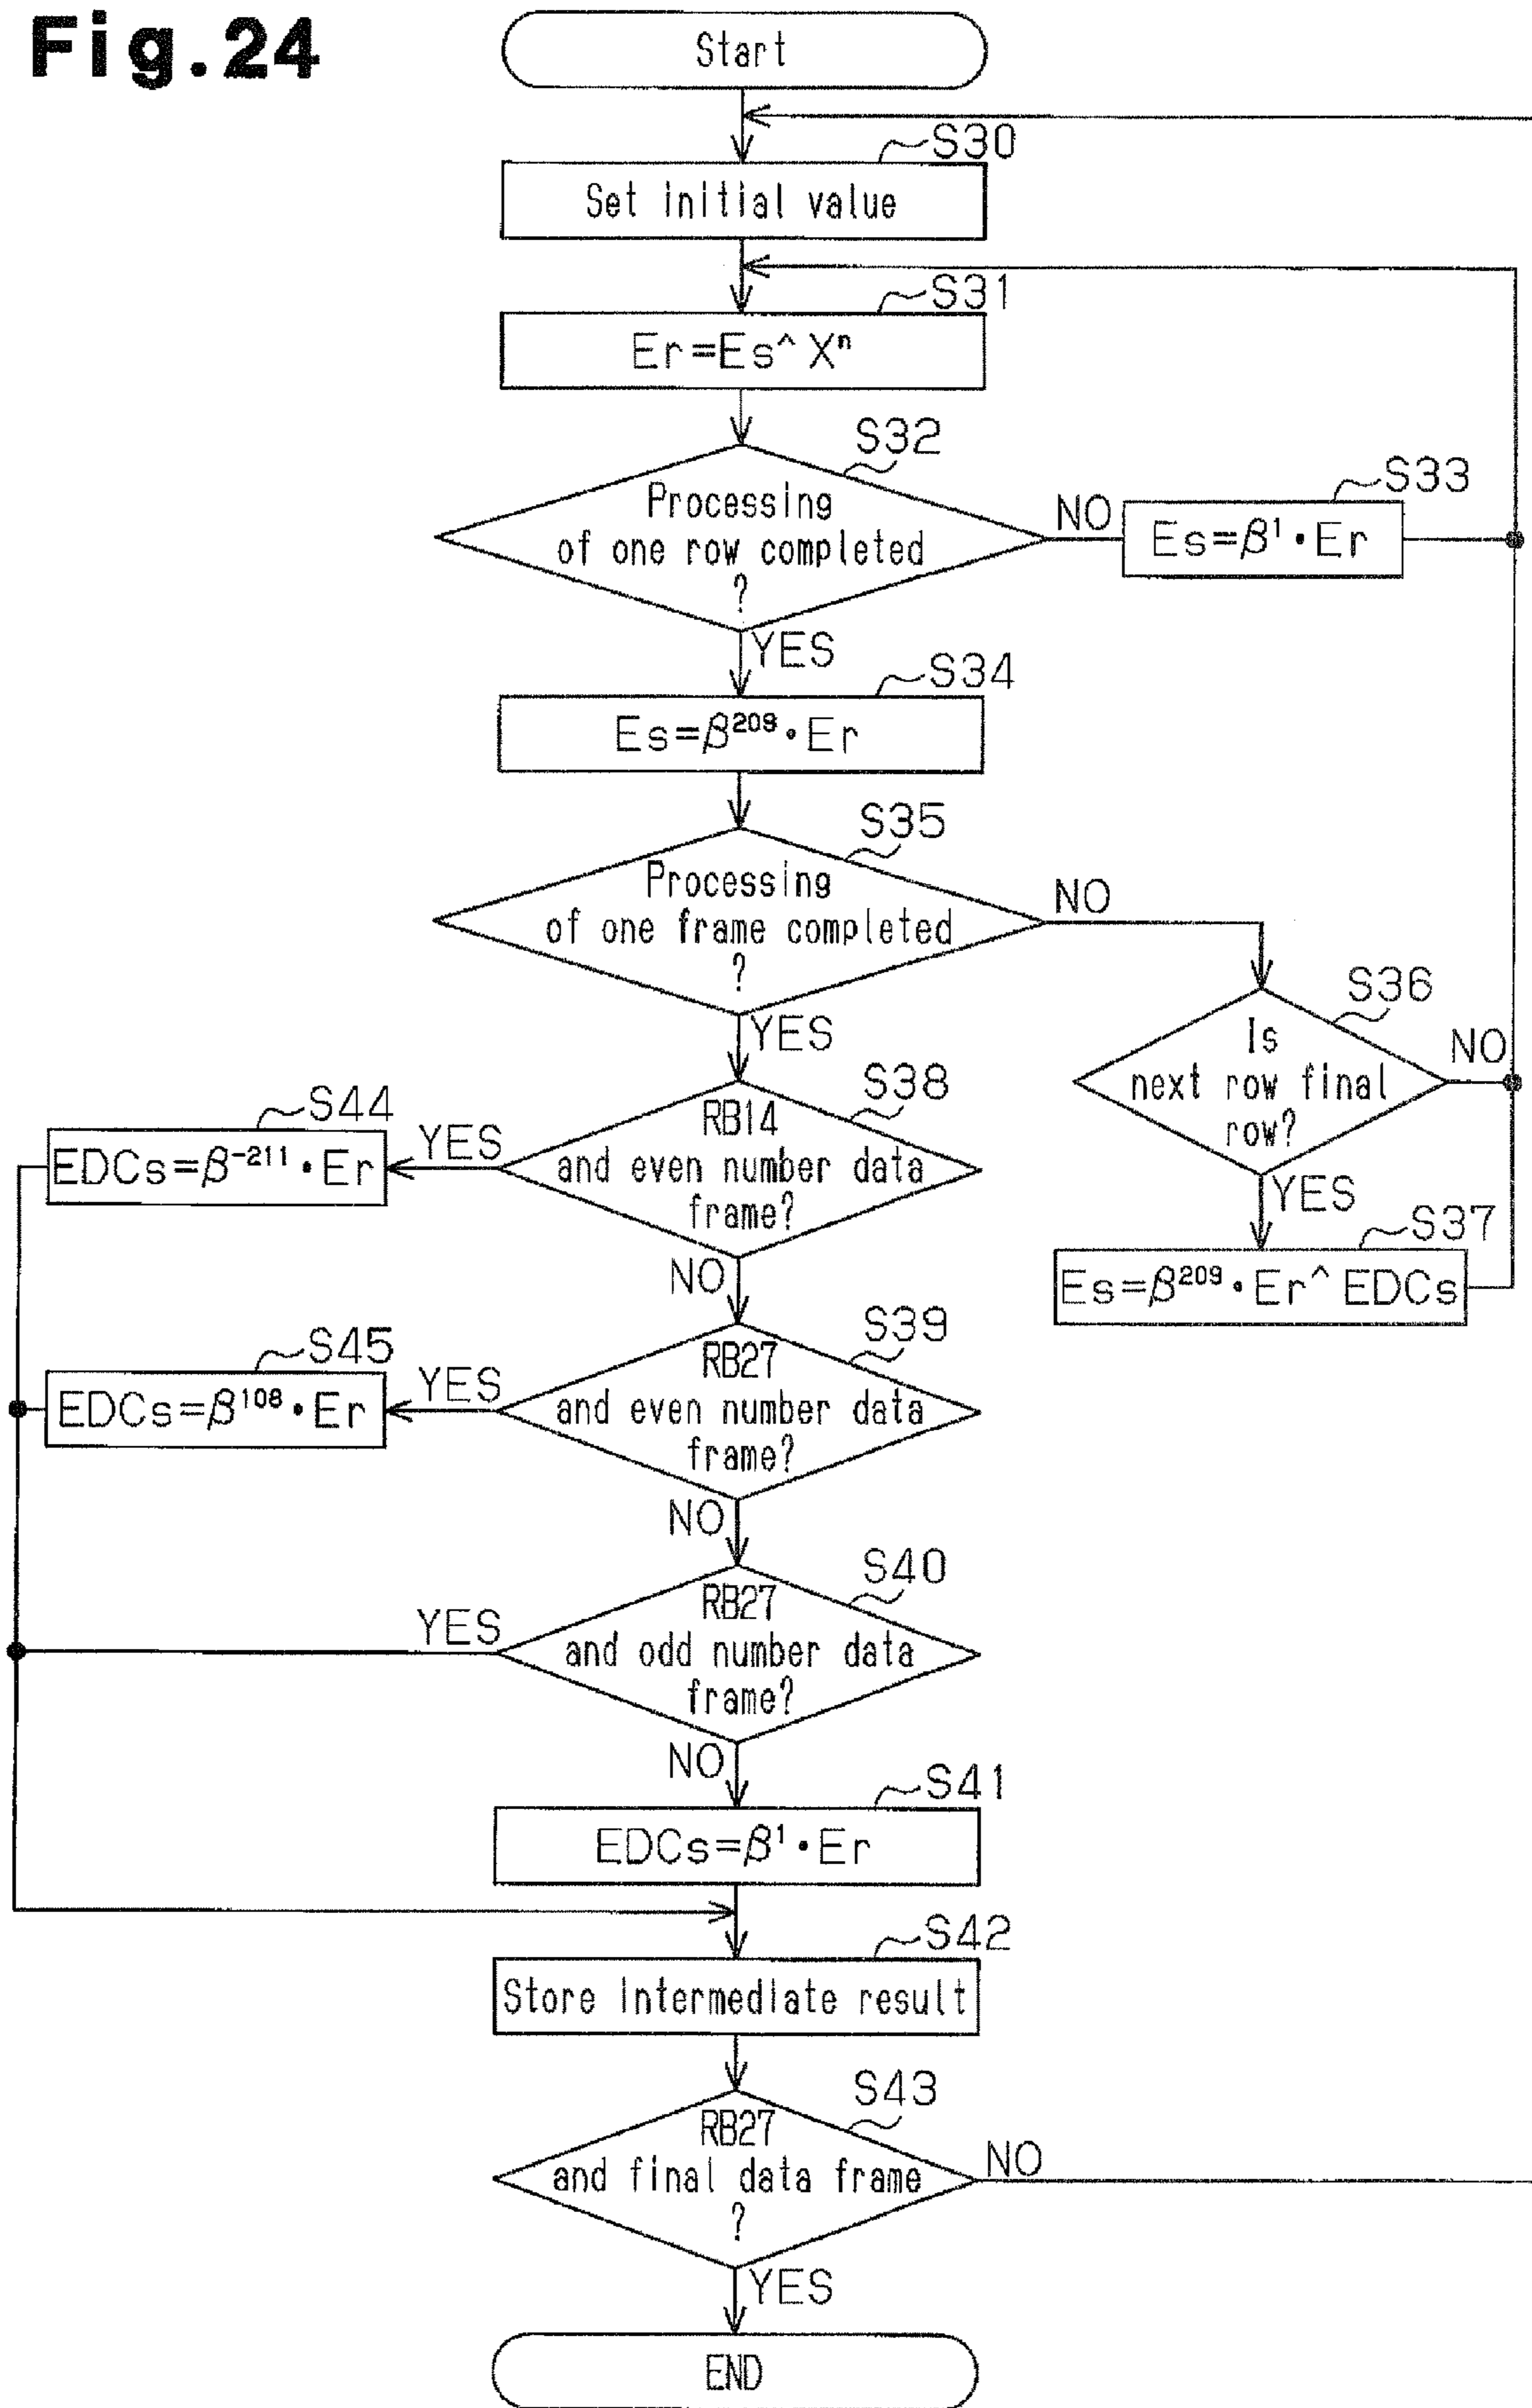 Fig.24
Start
S30
Set initial value
S31
Er=Es^Xⁿ
S32
Processing
of one row completed
?
NO
S33
Es=β¹·Er
YES
S34
Es=β²⁰⁹·Er
S35
Processing
of one frame completed
?
NO
S36
Is
next row final
row?
NO
YES
S37
Es=β²⁰⁹·Er^EDCs
YES
S38
RB14
and even number data
frame?
YES
S44
EDCs=β⁻²¹¹·Er
NO
S39
RB27
and even number data
frame?
YES
S45
EDCs=β¹⁰⁸·Er
NO
S40
RB27
and odd number data
frame?
YES
NO
S41
EDCs=β¹·Er
S42
Store intermediate result
S43
RB27
and final data frame
?
NO
YES
END